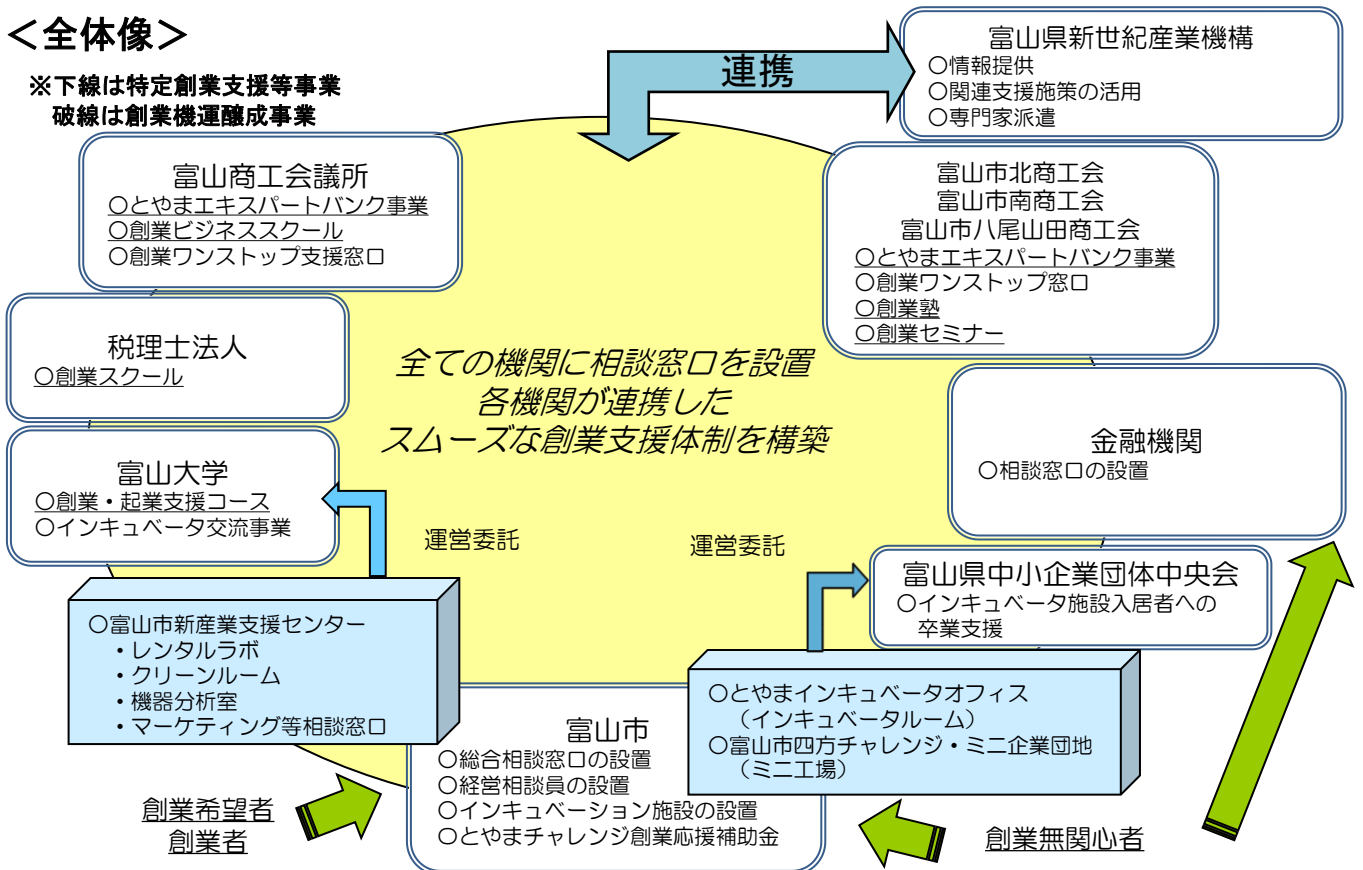 ＜全体像＞
※下線は特定創業支援等事業
破線は創業機運醸成事業
連携
富山県新世紀産業機構
○情報提供
○関連支援施策の活用
○専門家派遣
富山商工会議所
○とやまエキスパートバンク事業
○創業ビジネススクール
○創業ワンストップ支援窓口
富山市北商工会
富山市南商工会
富山市八尾山田商工会
○とやまエキスパートバンク事業
○創業ワンストップ窓口
○創業塾
○創業セミナー
税理士法人
○創業スクール
全ての機関に相談窓口を設置
各機関が連携した
スムーズな創業支援体制を構築
金融機関
○相談窓口の設置
富山大学
○創業・起業支援コース
○インキュベータ交流事業
運営委託
運営委託
富山県中小企業団体中央会
○インキュベータ施設入居者への
卒業支援
○富山市新産業支援センター
・レンタルラボ
・クリーンルーム
・機器分析室
・マーケティング等相談窓口
○とやまインキュベータオフィス
（インキュベータルーム）
○富山市四方チャレンジ・ミニ企業団地
（ミニ工場）
富山市
○総合相談窓口の設置
○経営相談員の設置
○インキュベーション施設の設置
○とやまチャレンジ創業応援補助金
創業希望者
創業者
創業無関心者